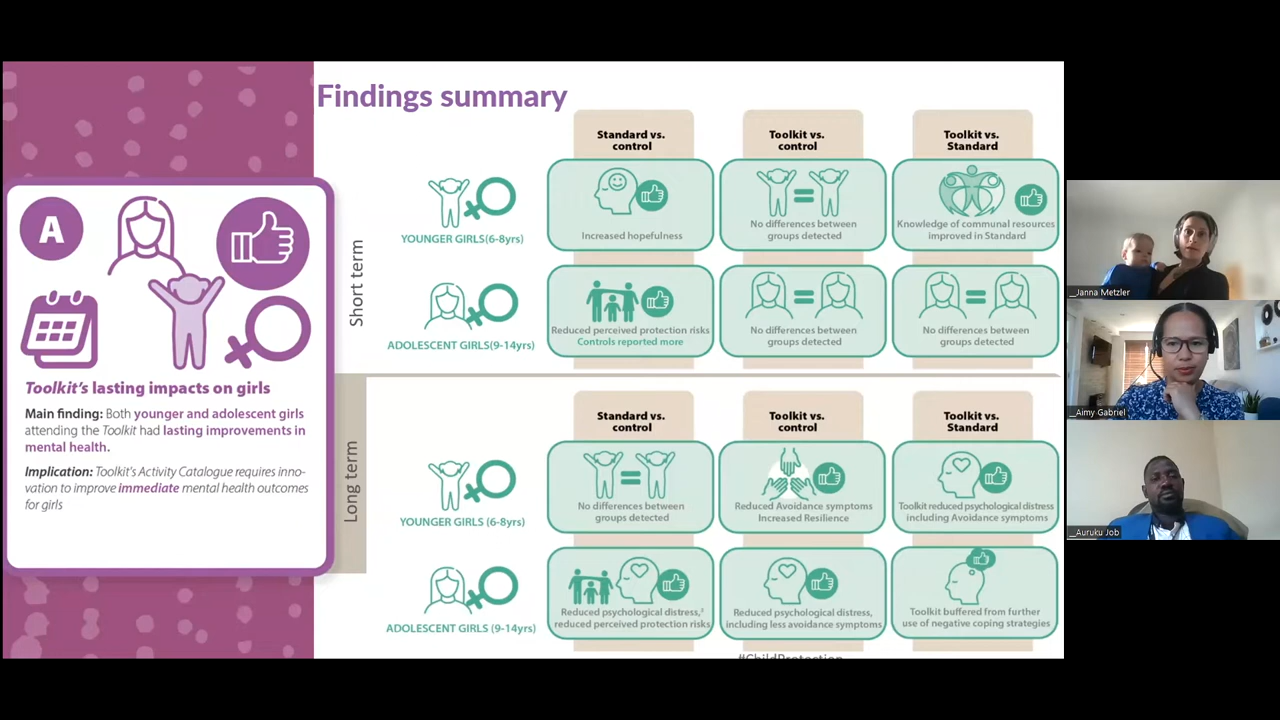 Findings summary
A
Toolkit's lasting impacts on girls
Main finding: Both younger and adolescent girls
attending the Toolkit had lasting improvements in
mental health.
Implication: Toolkit's Activity Catalogue requires inno-
vation to improve immediate mental health outcomes
for girls
Short term
Standard vs.
control
Toolkit vs.
control
Toolkit vs.
Standard
YOUNGER GIRLS(6-8yrs)
Increased hopefulness
No differences between
groups detected
Knowledge of communal resources
improved in Standard
ADOLESCENT GIRLS(9-14yrs)
Reduced perceived protection risks
Controls reported more
No differences between
groups detected
No differences between
groups detected
Long term
Standard vs.
control
Toolkit vs.
control
Toolkit vs.
Standard
YOUNGER GIRLS (6-8yrs)
No differences between
groups detected
Reduced Avoidance symptoms
Increased Resilience
Toolkit reduced psychological distress
including Avoidance symptoms
ADOLESCENT GIRLS (9-14yrs)
Reduced psychological distress,
reduced perceived protection risks
Reduced psychological distress,
including less avoidance symptoms
Toolkit buffered from further
use of negative coping strategies
#ChildProtection
__Janna Metzler
__Aimy Gabriel
__Auruku Job